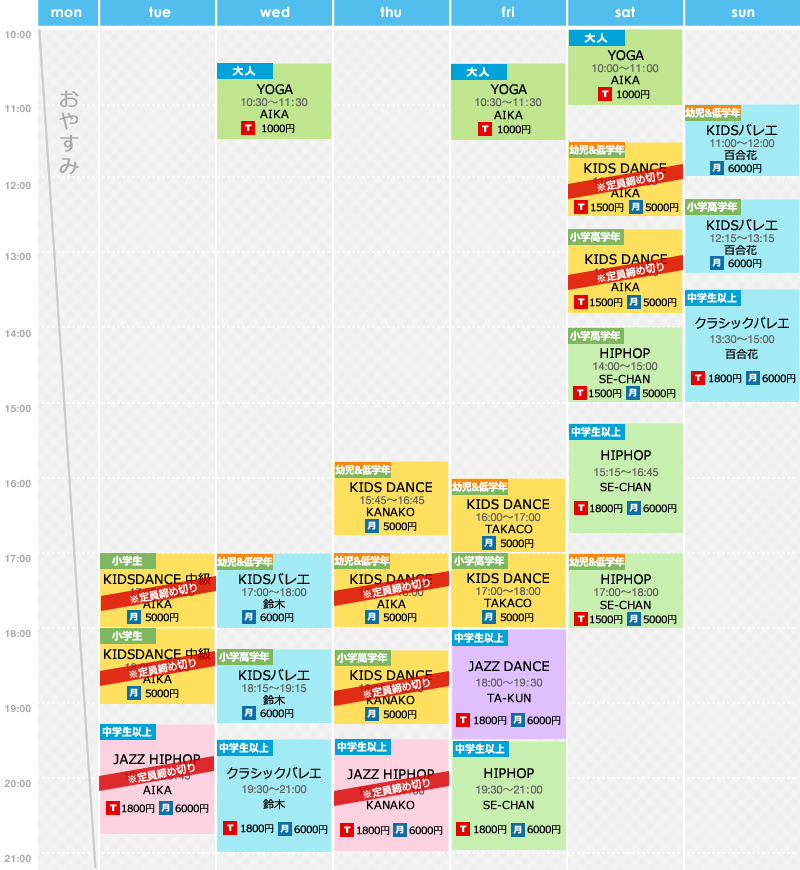 mon
tue
wed
thu
fri
sat
sun
10:00
11:00
12:00
13:00
14:00
15:00
16:00
17:00
18:00
19:00
20:00
21:00
おやすみ
小学生
KIDSDANCE 中級
※定員締め切り
AIKA
月 5000円
小学生
KIDSDANCE 中級
※定員締め切り
AIKA
月 5000円
中学生以上
JAZZ HIPHOP
※定員締め切り
AIKA
T 1800円 月 6000円
大人
YOGA
10:30〜11:30
AIKA
T 1000円
幼児&低学年
KIDSバレエ
17:00〜18:00
鈴木
月 6000円
小学高学年
KIDSバレエ
18:15〜19:15
鈴木
月 6000円
中学生以上
クラシックバレエ
19:30〜21:00
鈴木
T 1800円 月 6000円
幼児&低学年
KIDS DANCE
15:45〜16:45
KANAKO
月 5000円
幼児&低学年
KIDS DANCE
※定員締め切り
AIKA
月 5000円
小学高学年
KIDS DANCE
※定員締め切り
KANAKO
月 5000円
中学生以上
JAZZ HIPHOP
※定員締め切り
KANAKO
T 1800円 月 6000円
大人
YOGA
10:30〜11:30
AIKA
T 1000円
幼児&低学年
KIDS DANCE
16:00〜17:00
TAKACO
月 5000円
小学高学年
KIDS DANCE
17:00〜18:00
TAKACO
月 5000円
中学生以上
JAZZ DANCE
18:00〜19:30
TA-KUN
T 1800円 月 6000円
中学生以上
HIPHOP
19:30〜21:00
SE-CHAN
T 1800円 月 6000円
大人
YOGA
10:00〜11:00
AIKA
T 1000円
幼児&低学年
KIDS DANCE
※定員締め切り
AIKA
T 1500円 月 5000円
小学高学年
KIDS DANCE
※定員締め切り
AIKA
T 1500円 月 5000円
小学高学年
HIPHOP
14:00〜15:00
SE-CHAN
T 1500円 月 5000円
中学生以上
HIPHOP
15:15〜16:45
SE-CHAN
T 1800円 月 6000円
幼児&低学年
HIPHOP
17:00〜18:00
SE-CHAN
T 1500円 月 5000円
幼児&低学年
KIDSバレエ
11:00〜12:00
百合花
月 6000円
小学高学年
KIDSバレエ
12:15〜13:15
百合花
月 6000円
中学生以上
クラシックバレエ
13:30〜15:00
百合花
T 1800円 月 6000円